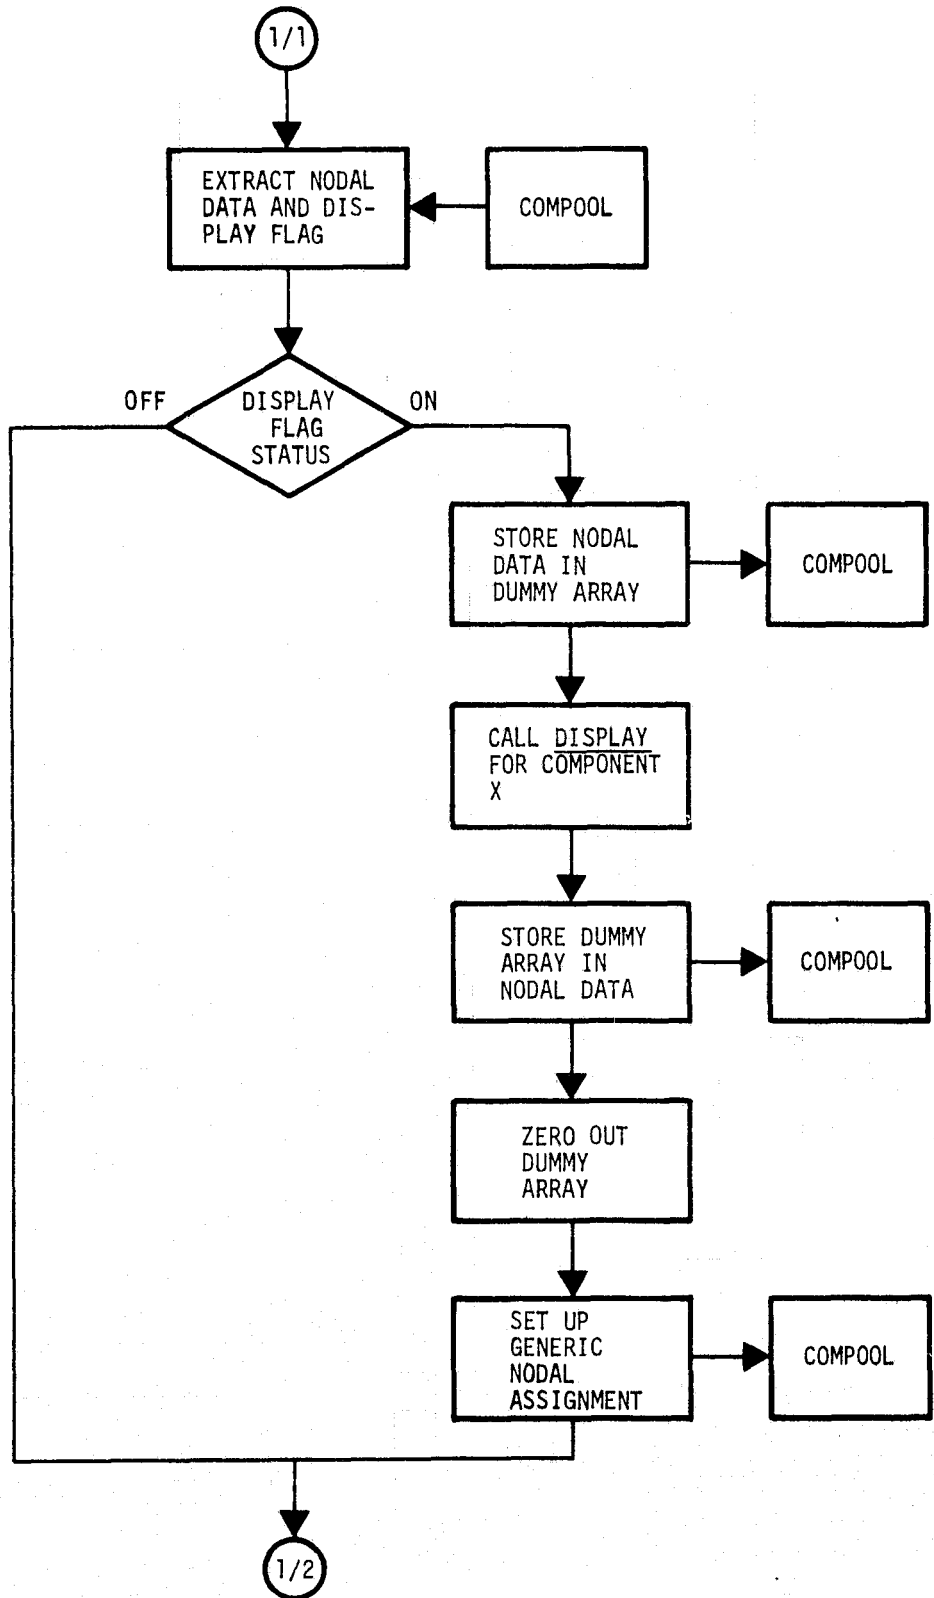 1/1
EXTRACT NODAL
DATA AND DIS-
PLAY FLAG
COMPOOL
OFF
DISPLAY
FLAG
STATUS
ON
STORE NODAL
DATA IN
DUMMY ARRAY
COMPOOL
CALL DISPLAY
FOR COMPONENT
X
STORE DUMMY
ARRAY IN
NODAL DATA
COMPOOL
ZERO OUT
DUMMY
ARRAY
SET UP
GENERIC
NODAL
ASSIGNMENT
COMPOOL
1/2